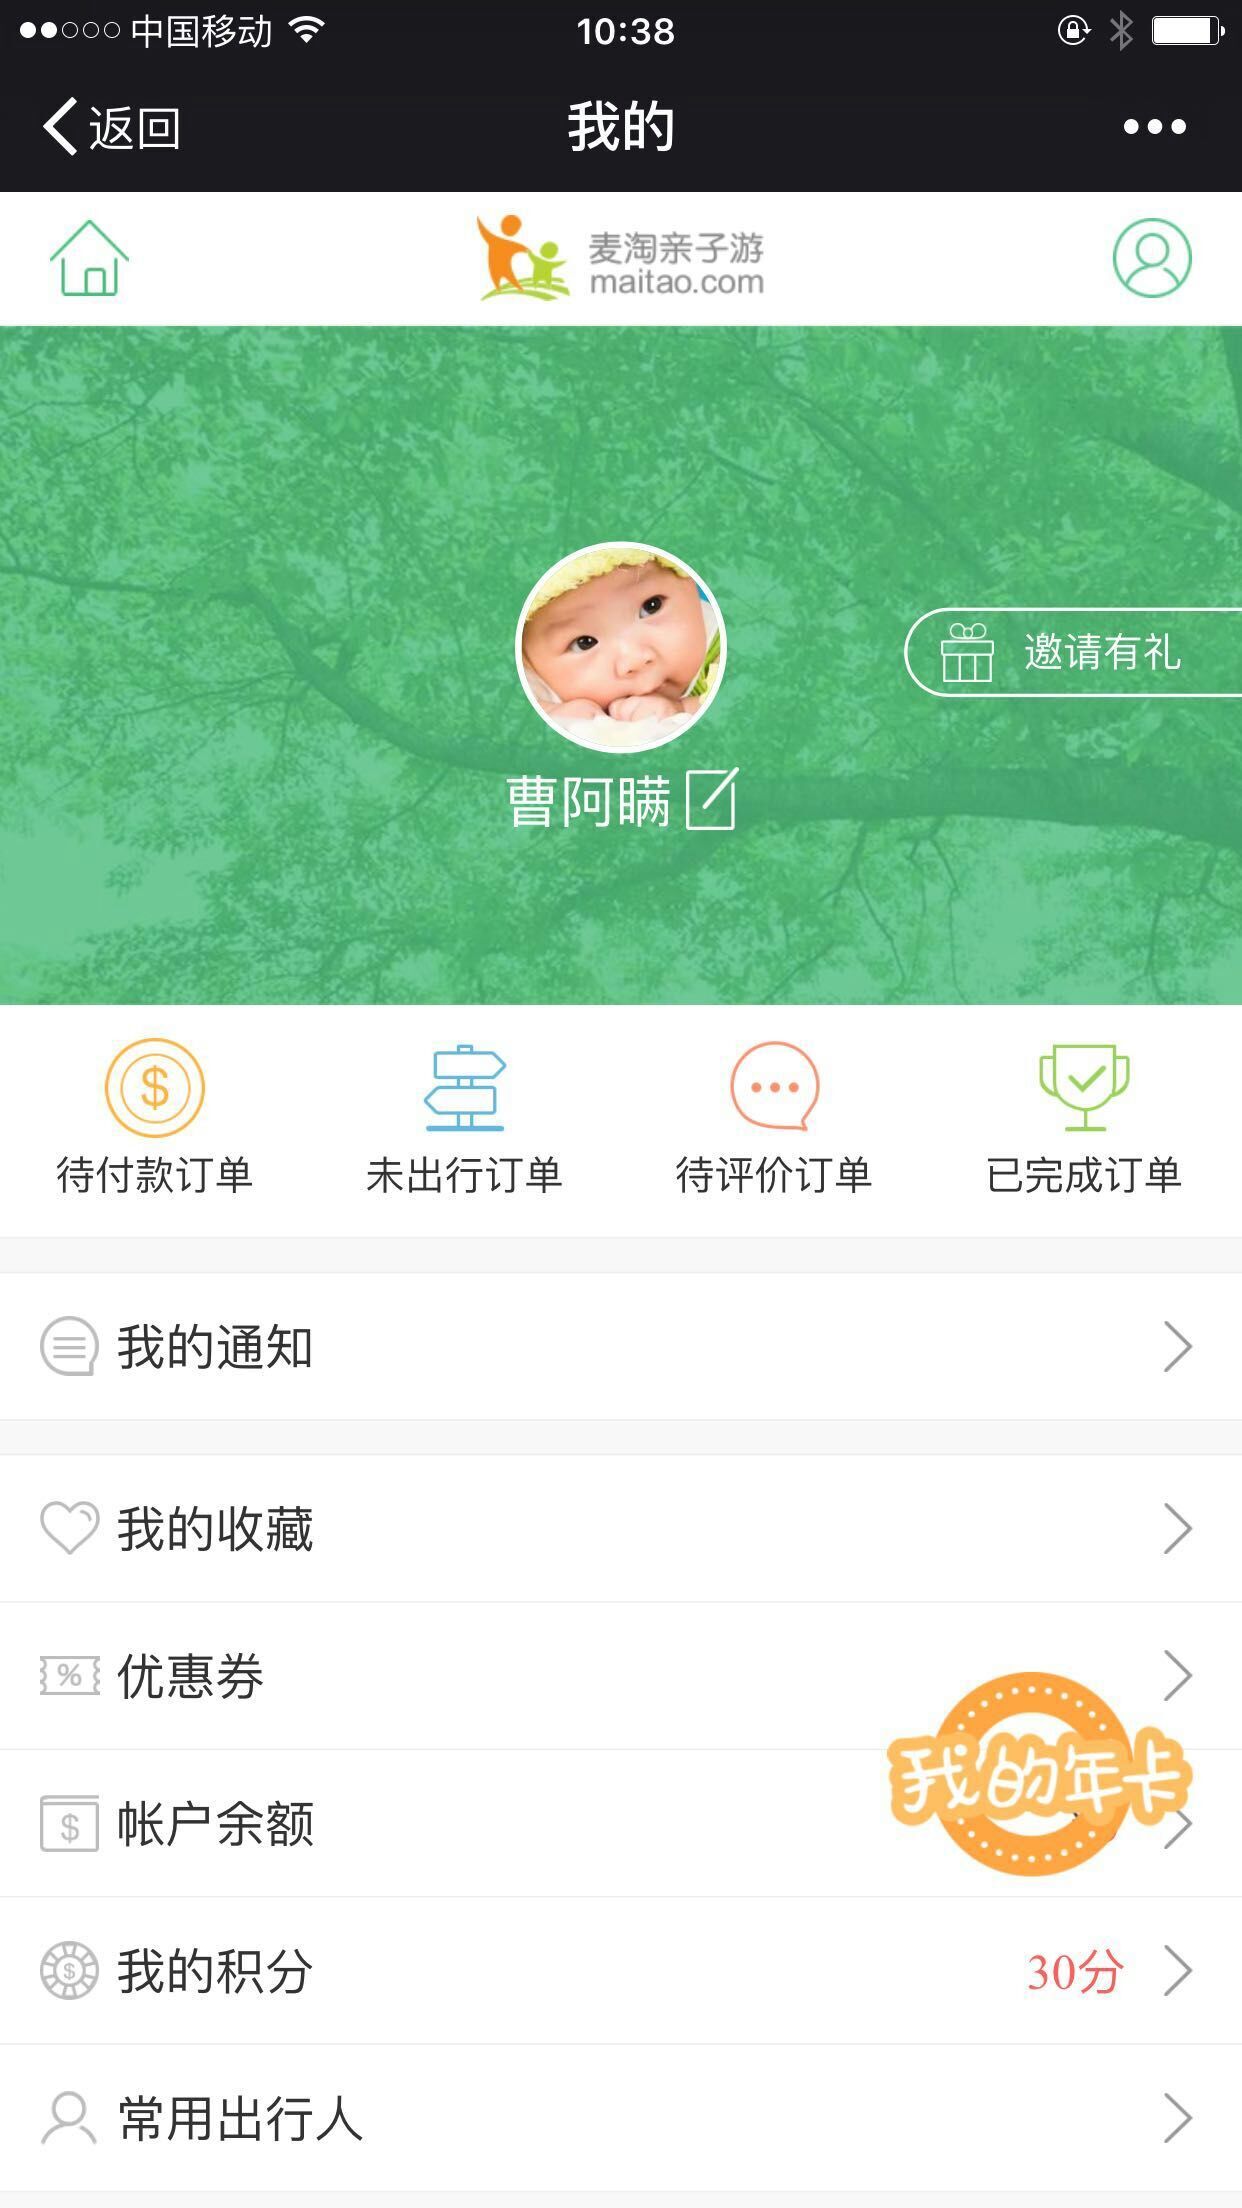 中国移动
10:38
返回
我的
麦淘亲子游
maitao.com
邀请有礼
曹阿瞒
$
待付款订单
未出行订单
待评价订单
已完成订单
我的通知
我的收藏
%
优惠券
我的年卡
$
帐户余额
$
我的积分
30分
常用出行人